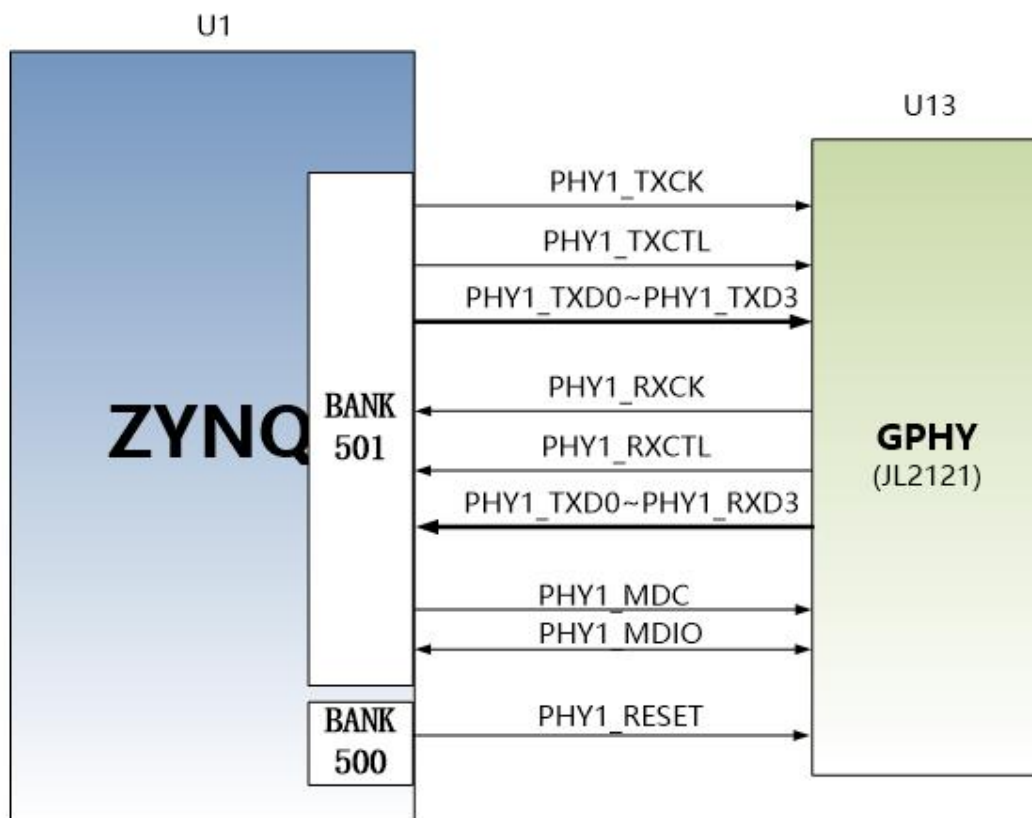 U1
U13
PHY1_TXCK
PHY1_TXCTL
PHY1_TXD0~PHY1_TXD3
PHY1_RXCK
PHY1_RXCTL
PHY1_TXD0~PHY1_RXD3
PHY1_MDC
PHY1_MDIO
PHY1_RESET
ZYNQ
BANK
501
BANK
500
GPHY
(JL2121)